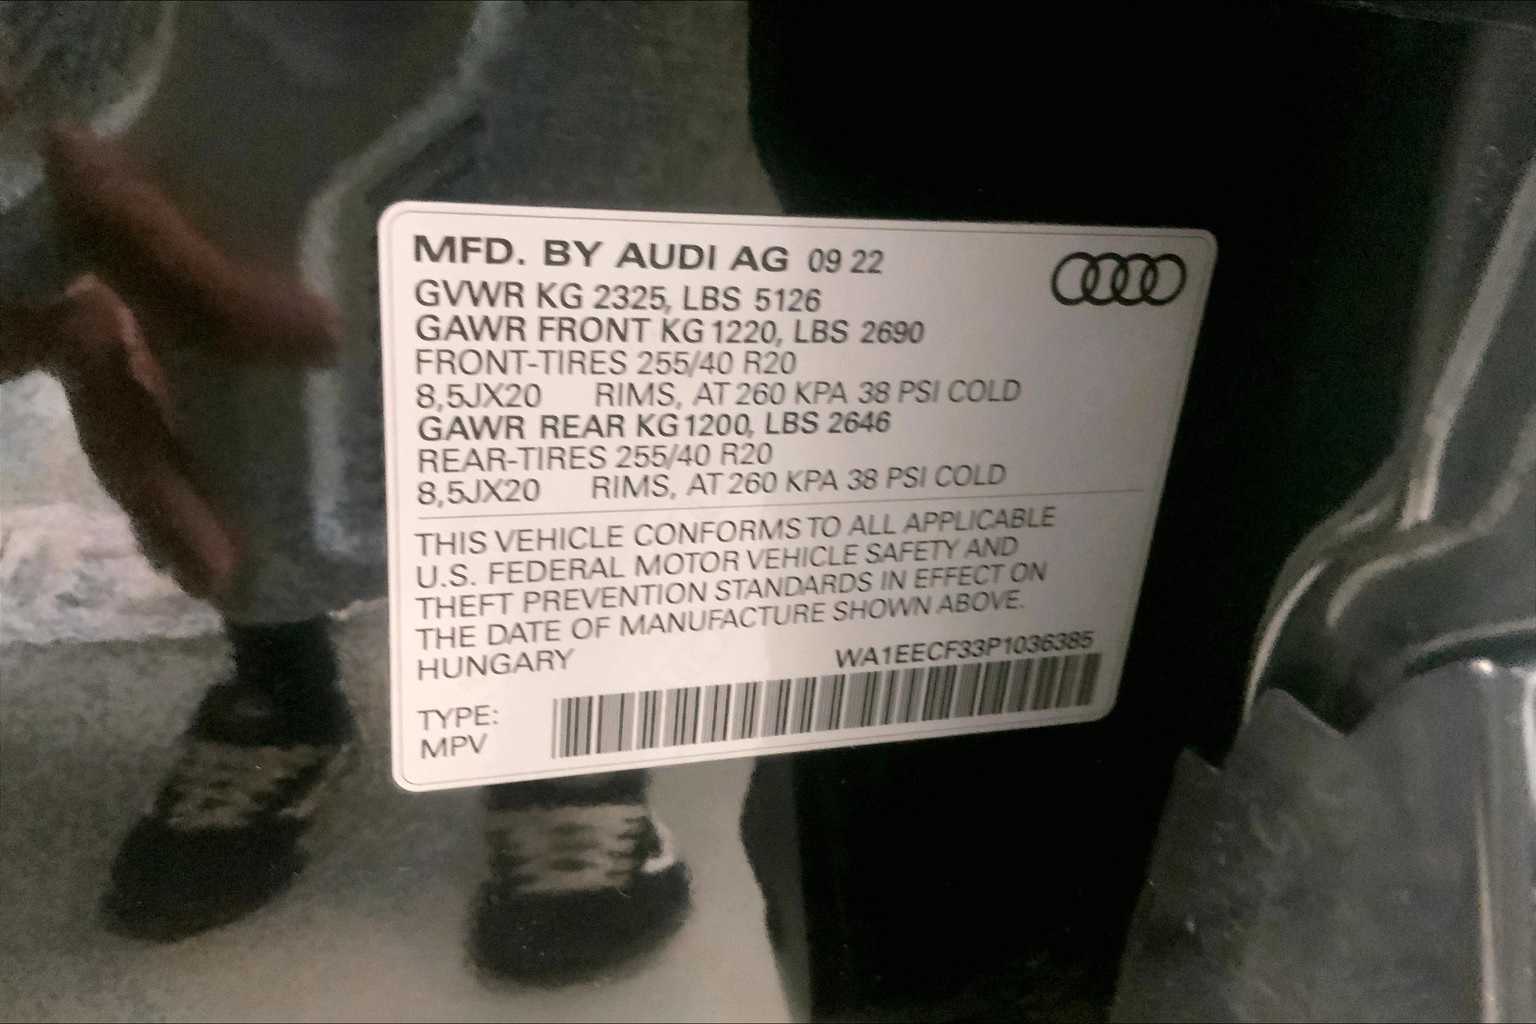 MFD. BY AUDI AG 09 22
GVWR KG 2325, LBS 5126
GAWR FRONT KG 1220, LBS 2690
FRONT-TIRES 255/40 R20
8,5JX20 RIMS, AT 260 KPA 38 PSI COLD
GAWR REAR KG 1200, LBS 2646
REAR-TIRES 255/40 R20
8,5JX20 RIMS, AT 260 KPA 38 PSI COLD
THIS VEHICLE CONFORMS TO ALL APPLICABLE
U.S. FEDERAL MOTOR VEHICLE SAFETY AND
THEFT PREVENTION STANDARDS IN EFFECT ON
THE DATE OF MANUFACTURE SHOWN ABOVE.
HUNGARY
WA1EECF33P1036385
TYPE:
MPV